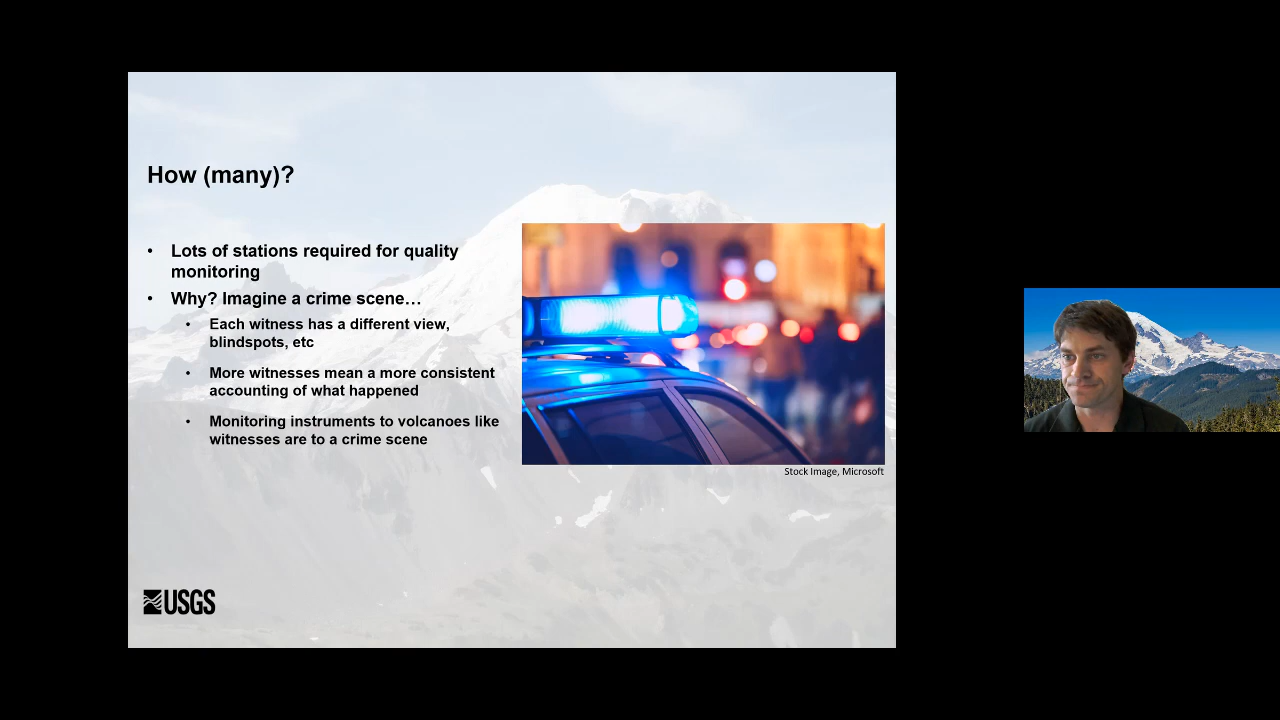 How (many)?
• Lots of stations required for quality
monitoring
• Why? Imagine a crime scene…
• Each witness has a different view,
blindspots, etc
• More witnesses mean a more consistent
accounting of what happened
• Monitoring instruments to volcanoes like
witnesses are to a crime scene
Stock Image, Microsoft
USGS